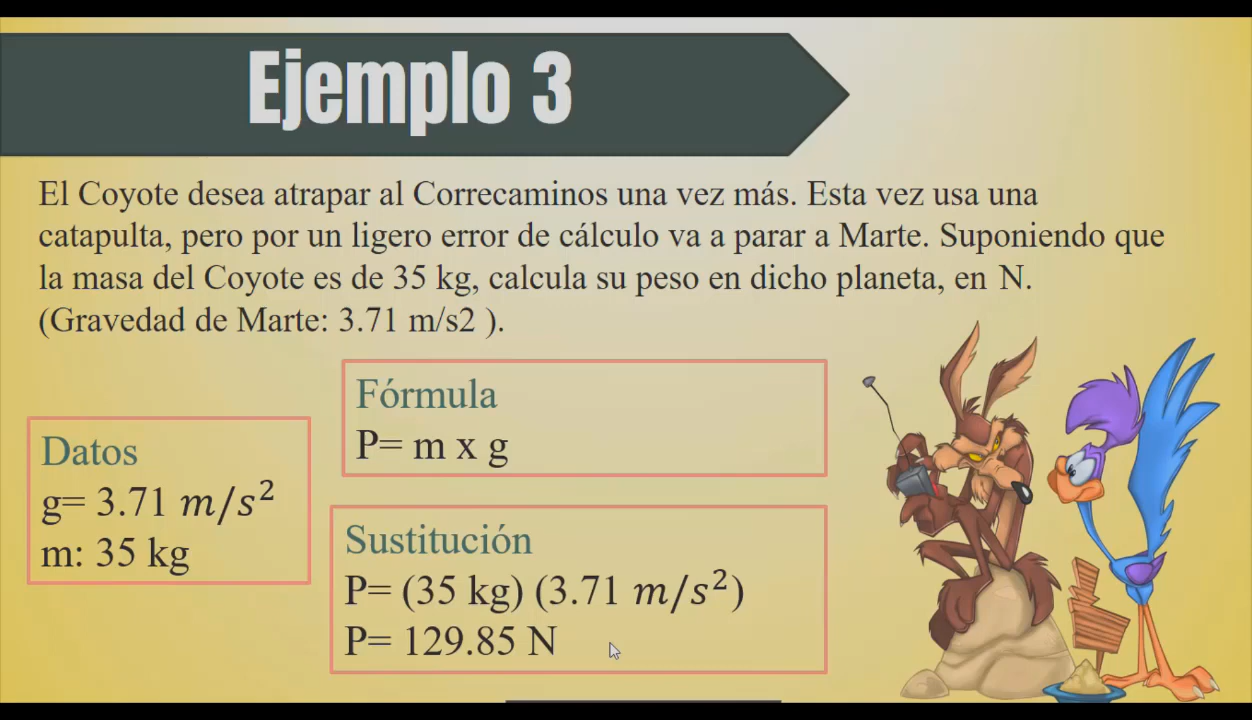 Ejemplo 3
El Coyote desea atrapar al Correcaminos una vez más. Esta vez usa una
catapulta, pero por un ligero error de cálculo va a parar a Marte. Suponiendo que
la masa del Coyote es de 35 kg, calcula su peso en dicho planeta, en N.
(Gravedad de Marte: 3.71 m/s2 ).
Datos
g= 3.71 m/s²
m: 35 kg
Fórmula
P= m x g
Sustitución
P= (35 kg) (3.71 m/s²)
P= 129.85 N